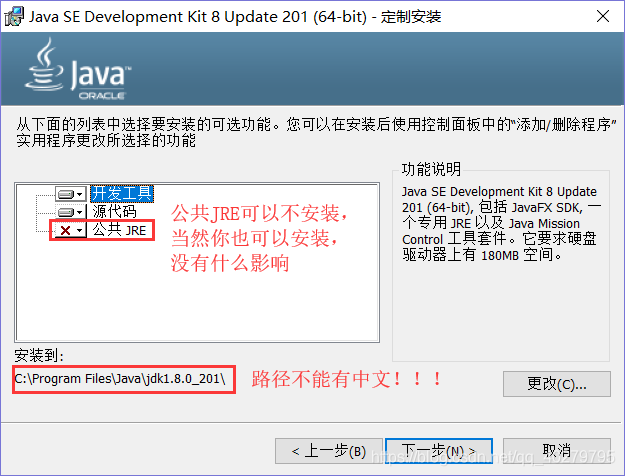 Java SE Development Kit 8 Update 201 (64-bit) - 定制安装
Java™
ORACLE
从下面的列表中选择要安装的可选功能。您可以在安装后使用控制面板中的“添加/删除程序”
实用程序更改所选择的功能
功能说明
开发工具
源代码
公共 JRE
公共JRE可以不安装，
当然你也可以安装，
没有什么影响
Java SE Development Kit 8 Update
201 (64-bit), 包括 JavaFX SDK, 一
个专用 JRE 以及 Java Mission
Control 工具套件。它要求硬盘
驱动器上有 180MB 空间。
安装到:
C:\Program Files\Java\jdk1.8.0_201\
路径不能有中文！！！
更改(C)...
< 上一步(B)
下一步(N) >
取消